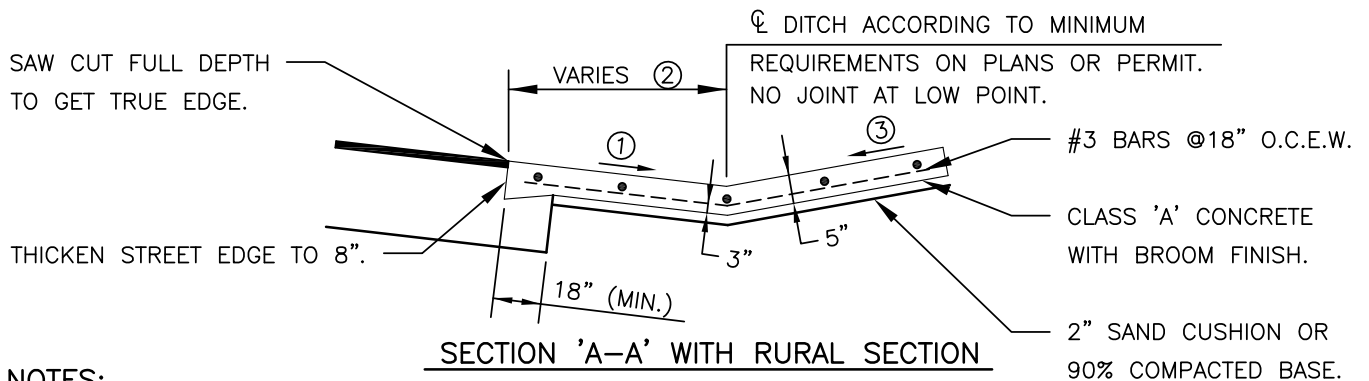 SAW CUT FULL DEPTH
TO GET TRUE EDGE.
VARIES ②
℄ DITCH ACCORDING TO MINIMUM
REQUIREMENTS ON PLANS OR PERMIT.
NO JOINT AT LOW POINT.
①
③
#3 BARS @18" O.C.E.W.
CLASS 'A' CONCRETE
WITH BROOM FINISH.
THICKEN STREET EDGE TO 8".
3"
5"
18" (MIN.)
2" SAND CUSHION OR
90% COMPACTED BASE.
SECTION 'A-A' WITH RURAL SECTION
NOTES: